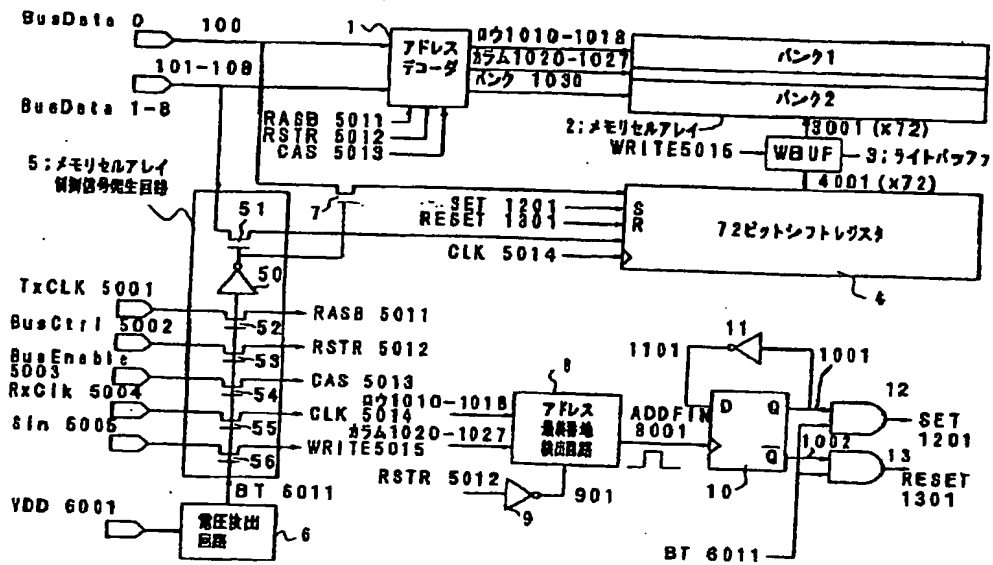 BusData 0
100
1
アドレス
デコーダ
ロウ1010-1018
カラム1020-1027
バンク 1030
バンク1
バンク2
101-108
BusData 1-8
RASB 5011
RSTR 5012
CAS 5013
2;メモリセルアレイ
3001(x72)
WRITE5015
WBUF
3;ライトバッファ
4001(x72)
5;メモリセルアレイ
制御信号発生回路
51
7
SET 1201
RESET 1301
S
R
72ビットシフトレジスタ
CLK 5014
4
50
TxCLK 5001
RASB 5011
52
BusCtrl 5002
RSTR 5012
53
BusEnable
5003
CAS 5013
54
RxClk 5004
CLK
5014
55
Sin 5005
WRITE5015
56
BT 6011
VDD 6001
電圧検出
回路
6
ロウ1010-1018
カラム1020-1027
8
アドレス
最終番地
検出回路
RSTR 5012
9
901
ADDFIN
8001
1101
11
1001
D
Q
Q
10
1002
12
SET
1201
13
RESET
1301
BT 6011